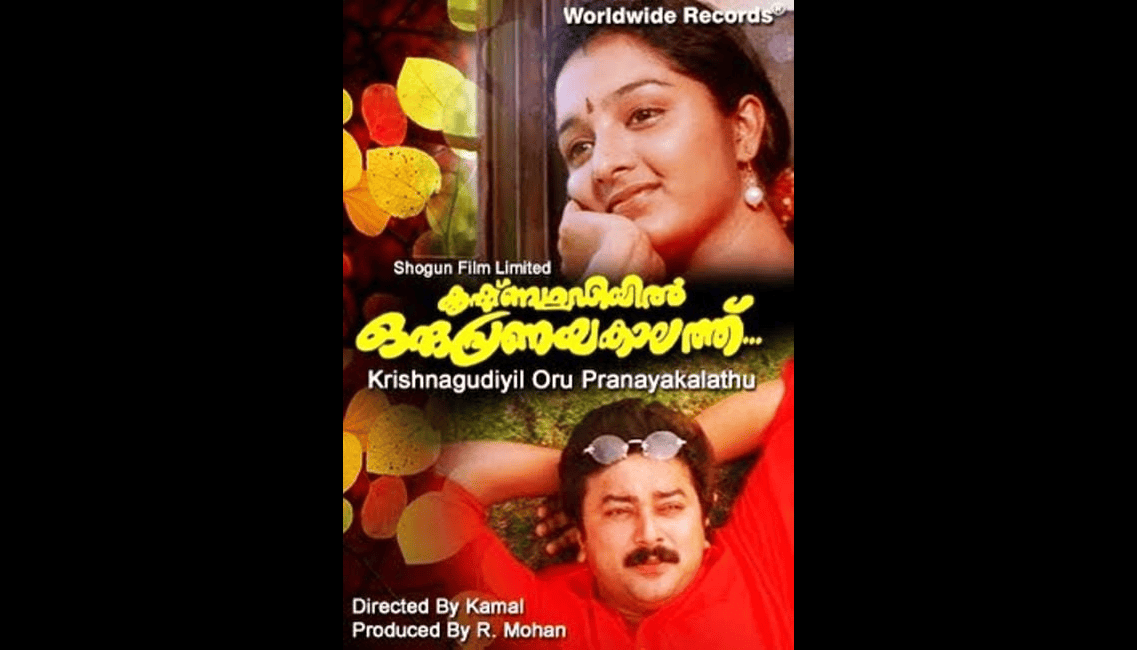 Worldwide Records®
Shogun Film Limited
കൃഷ്ണഗുഡിയിൽ
ഒരു പ്രണയകാലത്ത്...
Krishnagudiyil Oru Pranayakalathu
Directed By Kamal
Produced By R. Mohan